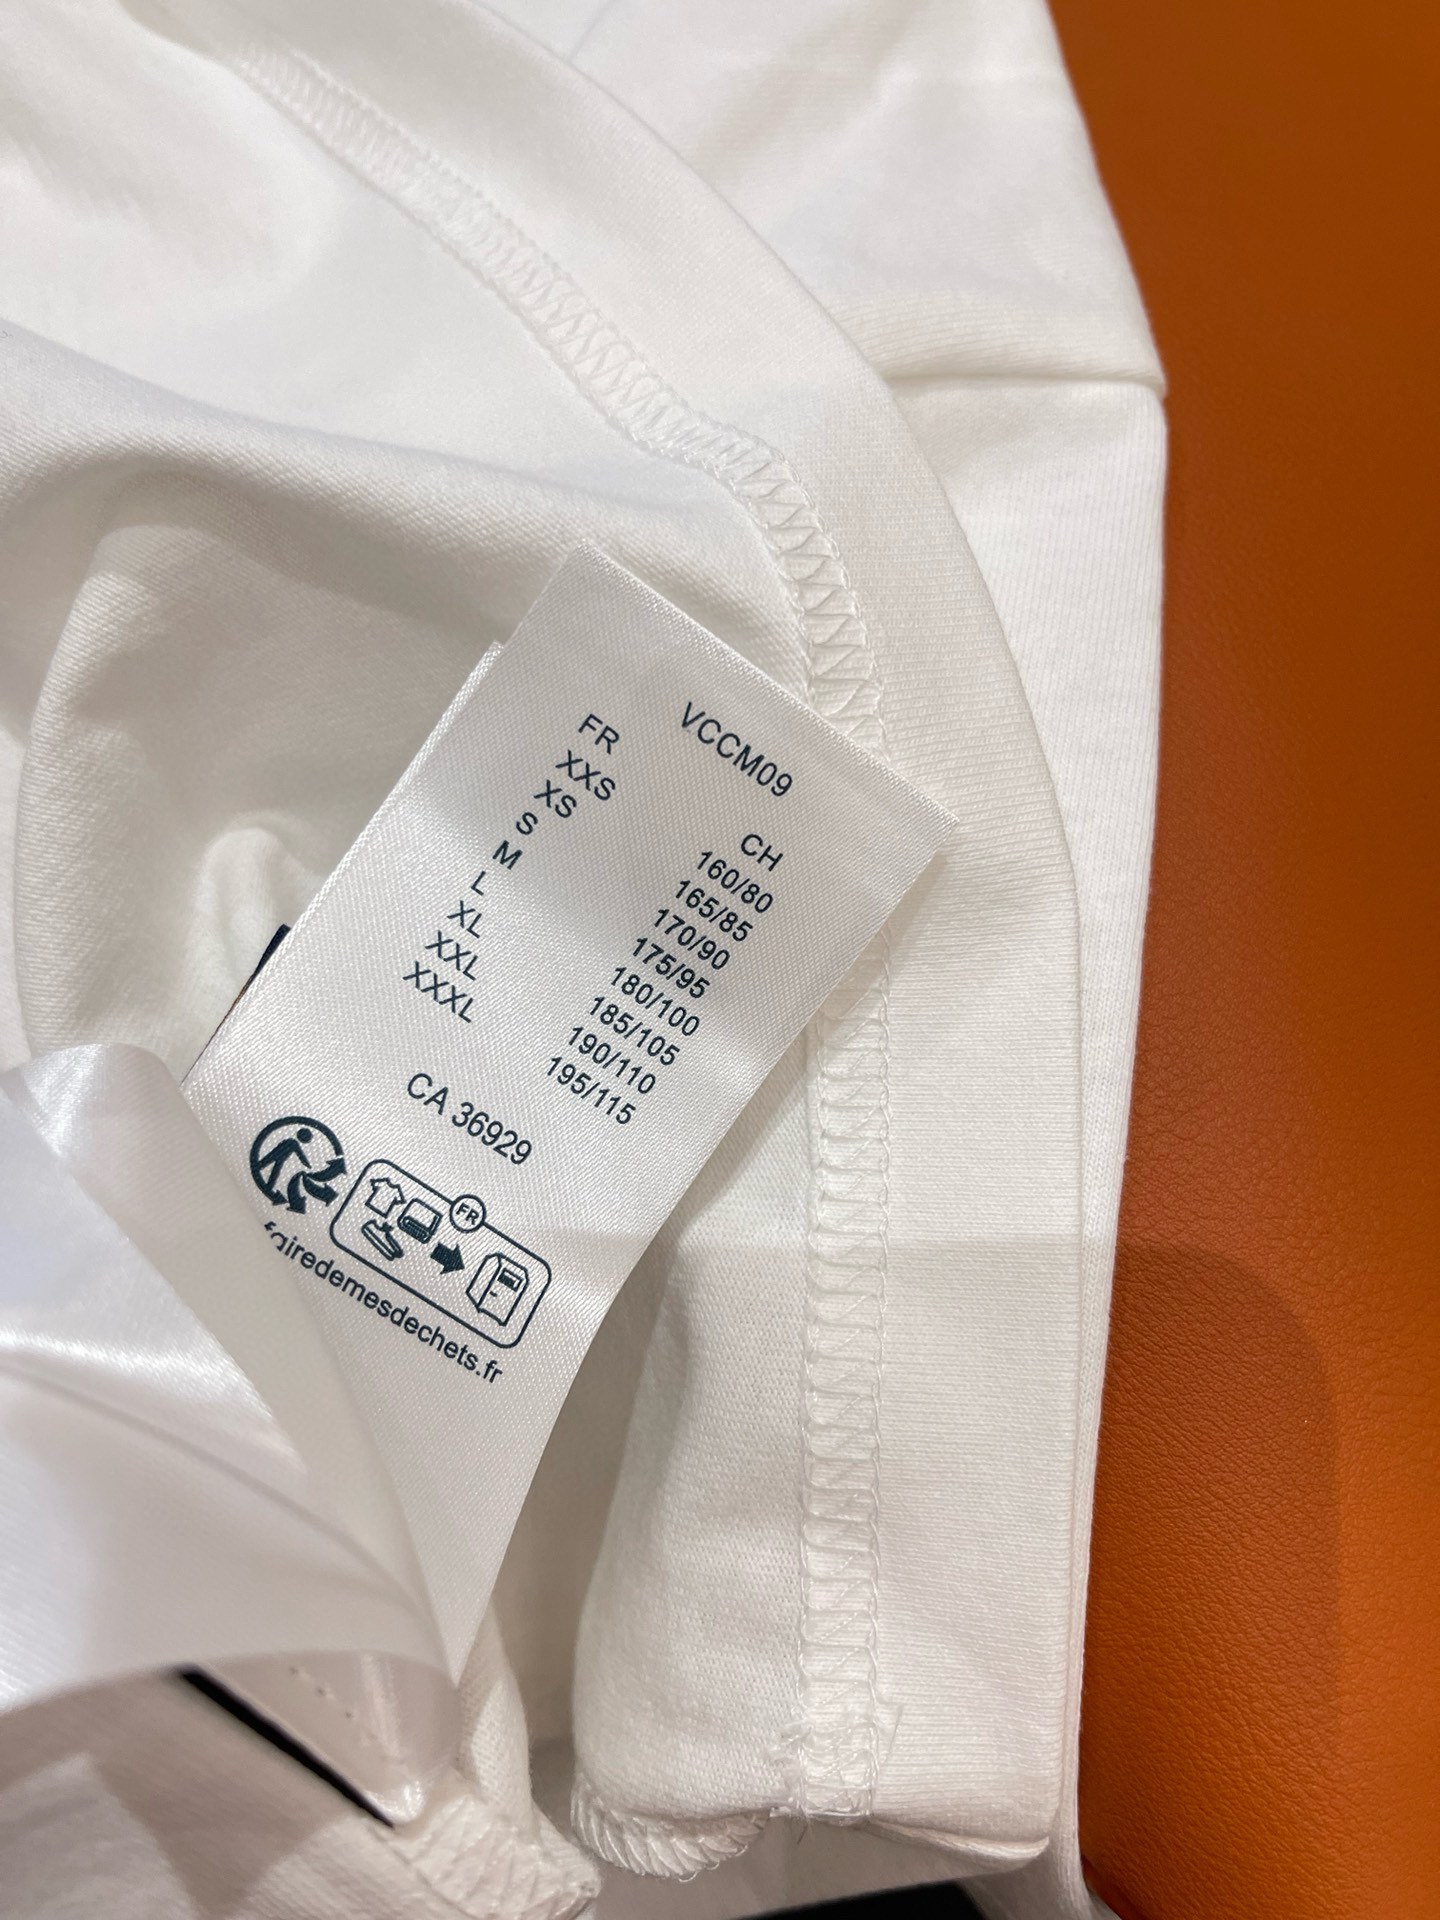 VCCM09
FR CH
XXS 160/80
XS 165/85
S 170/90
M 175/95
L 180/100
XL 185/105
XXL 190/110
XXXL 195/115
CA 36929
FR
fairedemesdechets.fr